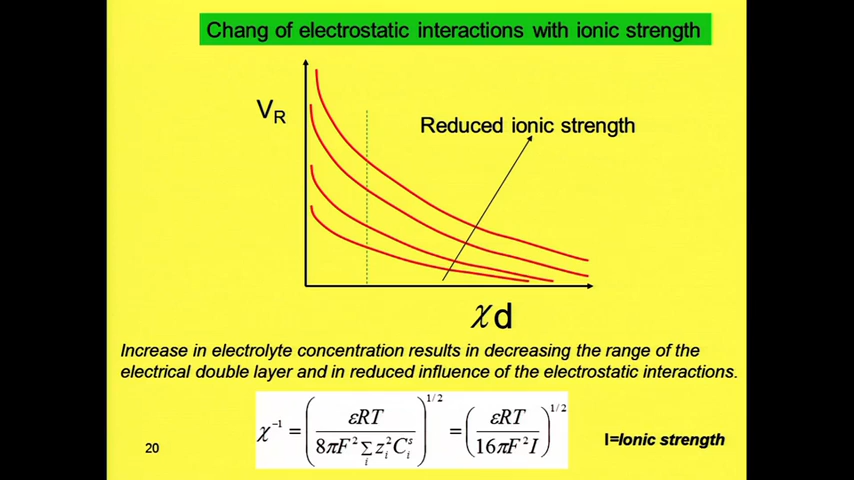 Chang of electrostatic interactions with ionic strength
V_R
Reduced ionic strength
χd
Increase in electrolyte concentration results in decreasing the range of the
electrical double layer and in reduced influence of the electrostatic interactions.
χ⁻¹ = (εRT / 8πF² Σ_i z_i² C_i^s)^{1/2} = (εRT / 16πF² I)^{1/2}
I=Ionic strength
20